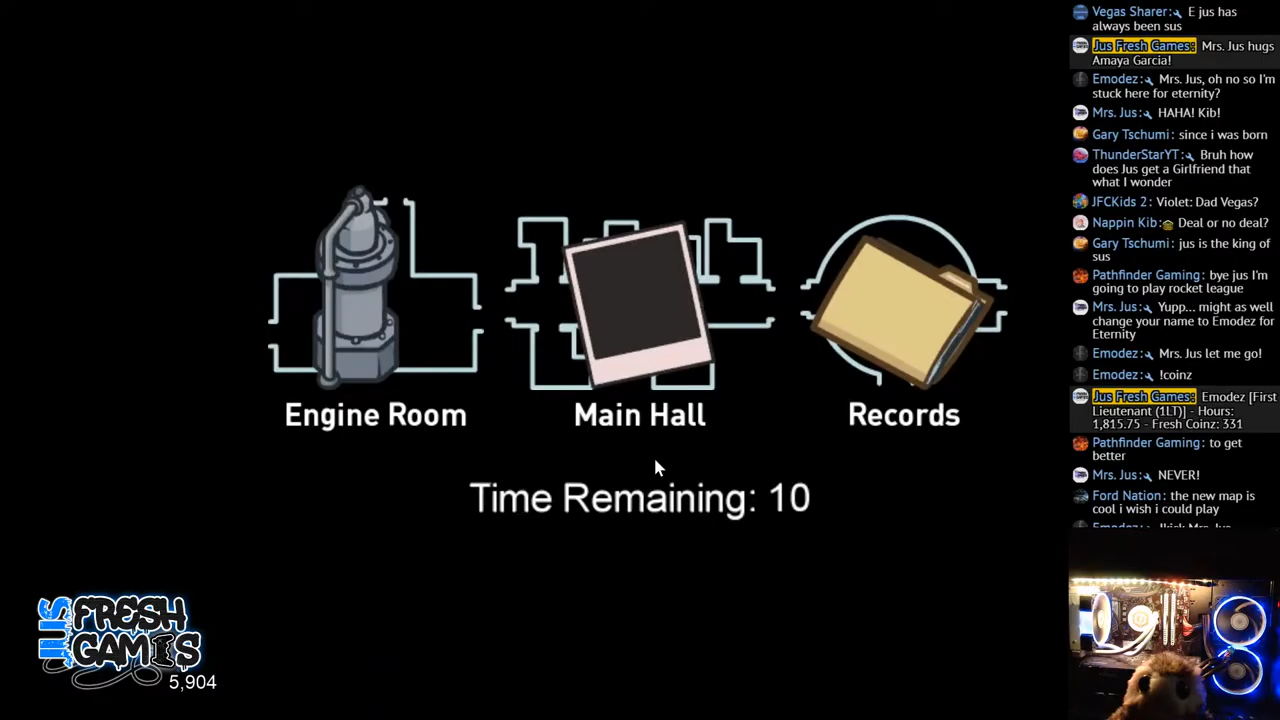 Engine Room
Main Hall
Records
Time Remaining: 10
JUS
FRESH
GAMES
5,904
Vegas Sharer: E jus has
always been sus
Jus Fresh Games: Mrs. Jus hugs
Amaya Garcia!
Emodez: Mrs. Jus, oh no so I'm
stuck here for eternity?
Mrs. Jus: HAHA! Kib!
Gary Tschumi: since i was born
ThunderStarYT: Bruh how
does Jus get a Girlfriend that
what I wonder
JFCKids 2: Violet: Dad Vegas?
Nappin Kib: Deal or no deal?
Gary Tschumi: jus is the king of
sus
Pathfinder Gaming: bye jus I'm
going to play rocket league
Mrs. Jus: Yupp... might as well
change your name to Emodez for
Eternity
Emodez: Mrs. Jus let me go!
Emodez: !coinz
Jus Fresh Games: Emodez [First
Lieutenant (1LT)] - Hours:
1,815.75 - Fresh Coinz: 331
Pathfinder Gaming: to get
better
Mrs. Jus: NEVER!
Ford Nation: the new map is
cool i wish i could play